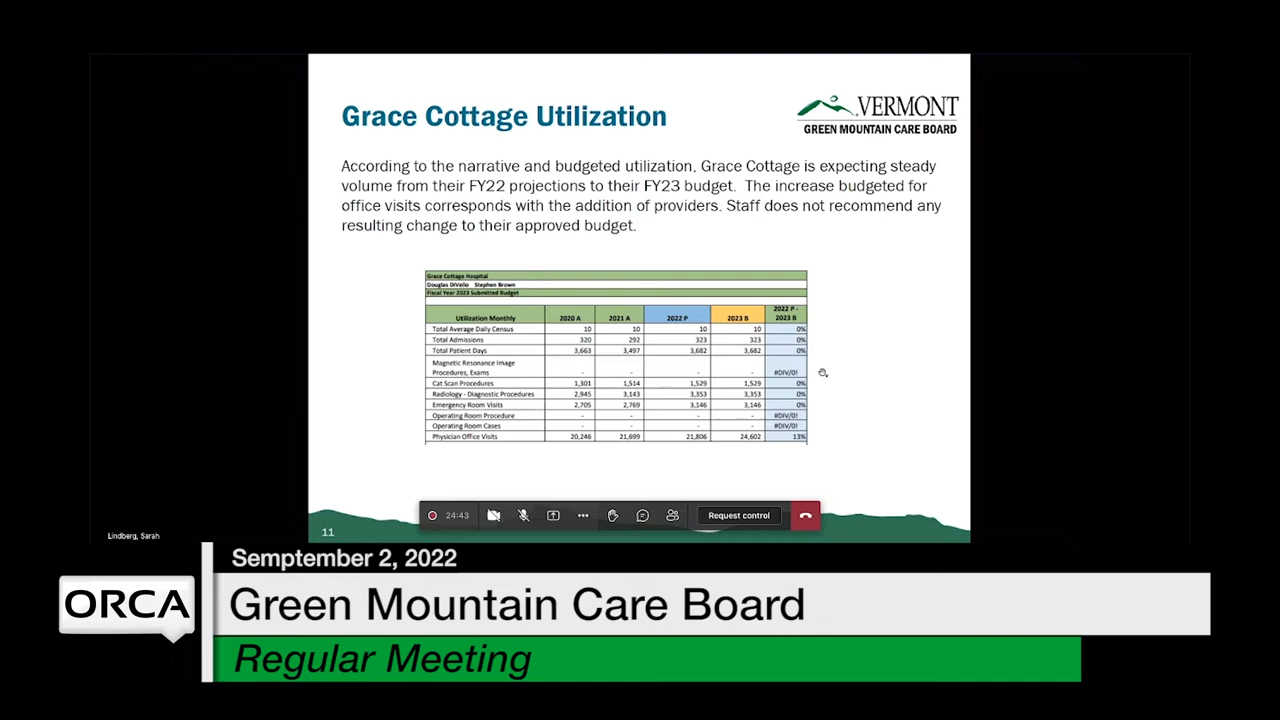 Grace Cottage Utilization
VERMONT
GREEN MOUNTAIN CARE BOARD
According to the narrative and budgeted utilization, Grace Cottage is expecting steady
volume from their FY22 projections to their FY23 budget. The increase budgeted for
office visits corresponds with the addition of providers. Staff does not recommend any
resulting change to their approved budget.
Grace Cottage Hospital
Douglas DiVello Stephen Brown
Fiscal Year 2023 Submitted Budget
2022 P -
Utilization Monthly 2020 A 2021 A 2022 P 2023 B 2023 B
Total Average Daily Census 10 10 10 10 0%
Total Admissions 320 292 323 323 0%
Total Patient Days 3,663 3,497 3,682 3,682 0%
Magnetic Resonance Image
Procedures, Exams - - - - #DIV/0!
Cat Scan Procedures 1,301 1,514 1,529 1,529 0%
Radiology - Diagnostic Procedures 2,945 3,143 3,353 3,353 0%
Emergency Room Visits 2,705 2,769 3,146 3,146 0%
Operating Room Procedure - - - - #DIV/0!
Operating Room Cases - - - - #DIV/0!
Physician Office Visits 20,246 21,699 21,806 24,602 13%
24:43 Request control
11
Lindberg, Sarah
Semptember 2, 2022
ORCA
Green Mountain Care Board
Regular Meeting